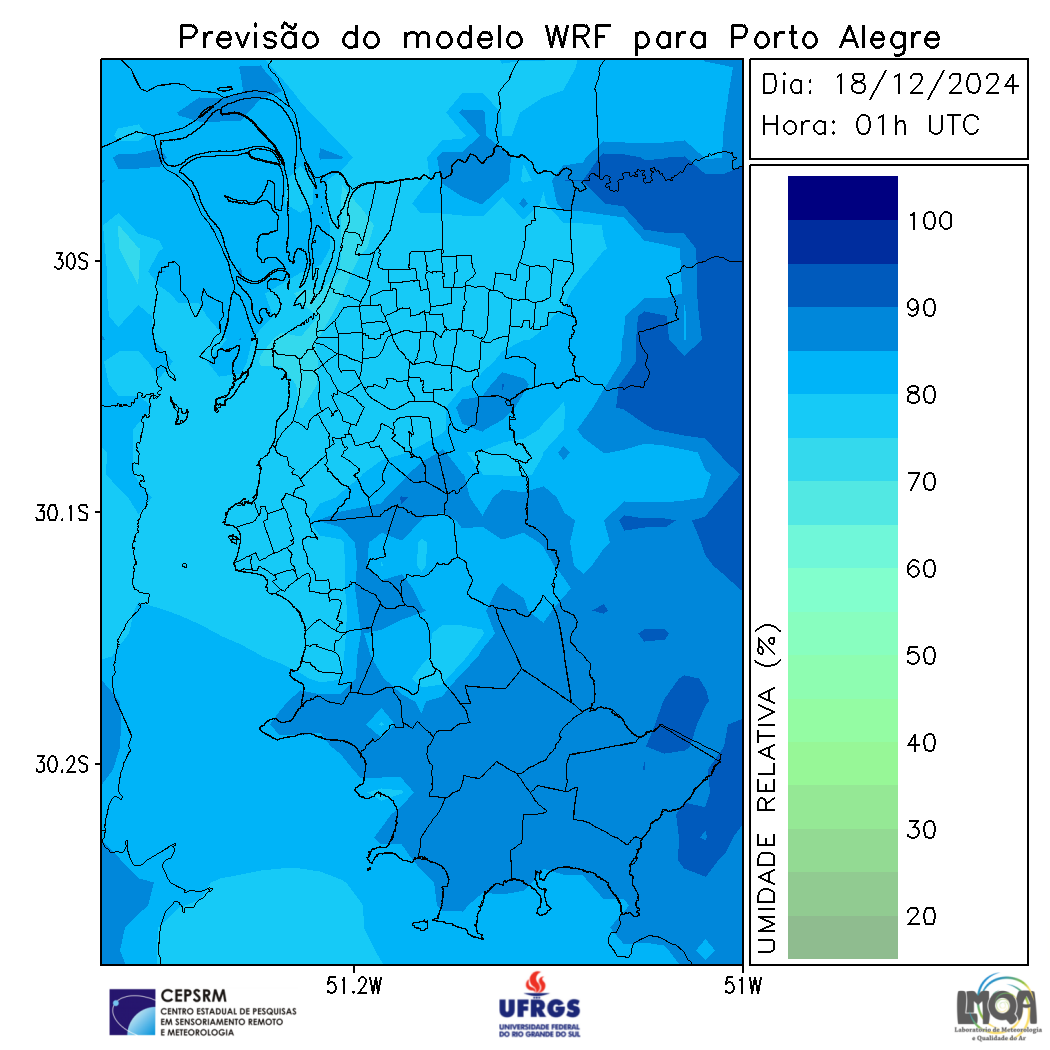 Previsão do modelo WRF para Porto Alegre
Dia: 18/12/2024
Hora: 01h UTC
30S
30.1S
30.2S
51.2W
51W
100
90
80
70
60
50
40
30
20
UMIDADE RELATIVA (%)
CEPSRM
CENTRO ESTADUAL DE PESQUISAS
EM SENSORIAMENTO REMOTO
E METEOROLOGIA
UFRGS
UNIVERSIDADE FEDERAL
DO RIO GRANDE DO SUL
LMQA
Laboratório de Meteorologia
e Qualidade do Ar